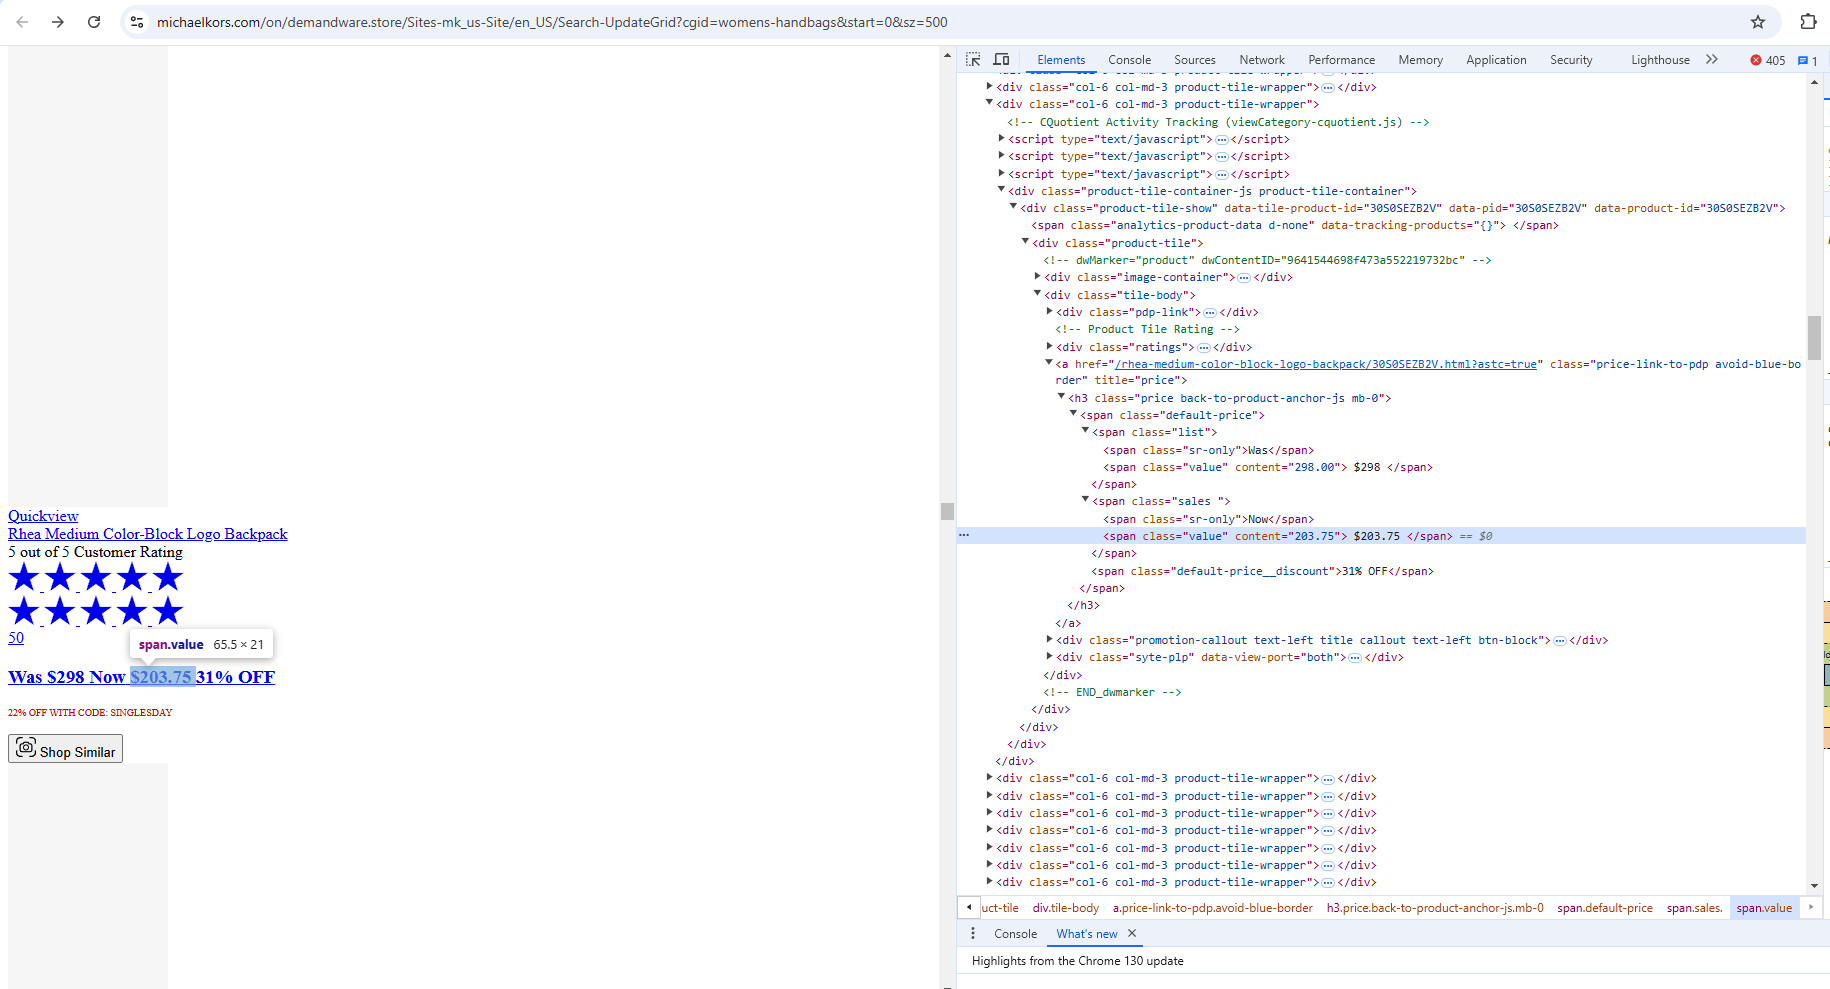 michaelkors.com/on/demandware.store/Sites-mk_us-Site/en_US/Search-UpdateGrid?cgid=womens-handbags&start=0&sz=500
Quickview
Rhea Medium Color-Block Logo Backpack
5 out of 5 Customer Rating
50
span.value 65.5 × 21
Was $298 Now $203.75 31% OFF
22% OFF WITH CODE: SINGLESDAY
Shop Similar
Elements Console Sources Network Performance Memory Application Security Lighthouse 405 1
<div class="col-6 col-md-3 product-tile-wrapper"> … </div>
<div class="col-6 col-md-3 product-tile-wrapper">
<!-- CQuotient Activity Tracking (viewCategory-cquotient.js) -->
<script type="text/javascript"> … </script>
<script type="text/javascript"> … </script>
<script type="text/javascript"> … </script>
<div class="product-tile-container-js product-tile-container">
<div class="product-tile-show" data-tile-product-id="30S0SEZB2V" data-pid="30S0SEZB2V" data-product-id="30S0SEZB2V">
<span class="analytics-product-data d-none" data-tracking-products="{}"> </span>
<div class="product-tile">
<!-- dwMarker="product" dwContentID="9641544698f473a552219732bc" -->
<div class="image-container"> … </div>
<div class="tile-body">
<div class="pdp-link"> … </div>
<!-- Product Tile Rating -->
<div class="ratings"> … </div>
<a href="/rhea-medium-color-block-logo-backpack/30S0SEZB2V.html?astc=true" class="price-link-to-pdp avoid-blue-bo
rder" title="price">
<h3 class="price back-to-product-anchor-js mb-0">
<span class="default-price">
<span class="list">
<span class="sr-only">Was</span>
<span class="value" content="298.00"> $298 </span>
</span>
<span class="sales ">
<span class="sr-only">Now</span>
<span class="value" content="203.75"> $203.75 </span> == $0
</span>
<span class="default-price__discount">31% OFF</span>
</span>
</h3>
</a>
<div class="promotion-callout text-left title callout text-left btn-block"> … </div>
<div class="syte-plp" data-view-port="both"> … </div>
</div>
<!-- END_dwmarker -->
</div>
</div>
</div>
</div>
<div class="col-6 col-md-3 product-tile-wrapper"> … </div>
<div class="col-6 col-md-3 product-tile-wrapper"> … </div>
<div class="col-6 col-md-3 product-tile-wrapper"> … </div>
<div class="col-6 col-md-3 product-tile-wrapper"> … </div>
<div class="col-6 col-md-3 product-tile-wrapper"> … </div>
<div class="col-6 col-md-3 product-tile-wrapper"> … </div>
<div class="col-6 col-md-3 product-tile-wrapper"> … </div>
uct-tile div.tile-body a.price-link-to-pdp.avoid-blue-border h3.price.back-to-product-anchor-js.mb-0 span.default-price span.sales. span.value
Console What's new
Highlights from the Chrome 130 update